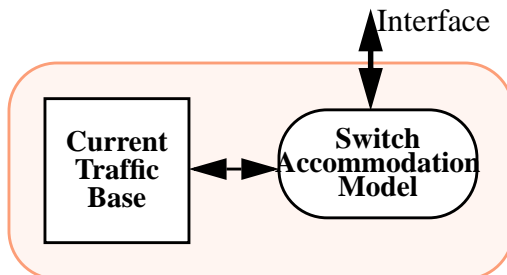 Interface
Current
Traffic
Base
Switch
Accommodation
Model